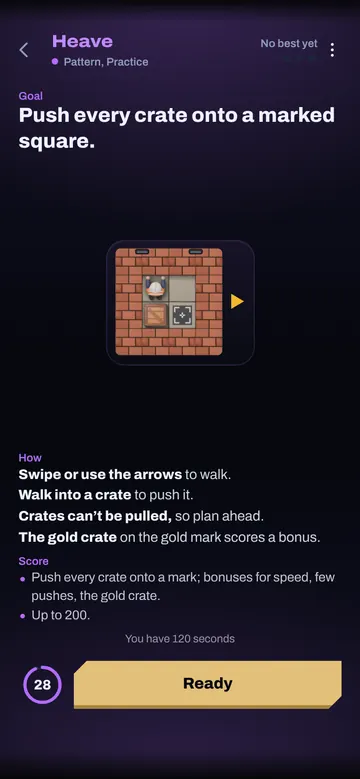 Heave
No best yet
Pattern, Practice
Goal
Push every crate onto a marked
square.
How
Swipe or use the arrows to walk.
Walk into a crate to push it.
Crates can’t be pulled, so plan ahead.
The gold crate on the gold mark scores a bonus.
Score
Push every crate onto a mark; bonuses for speed, few
pushes, the gold crate.
Up to 200.
You have 120 seconds
28
Ready